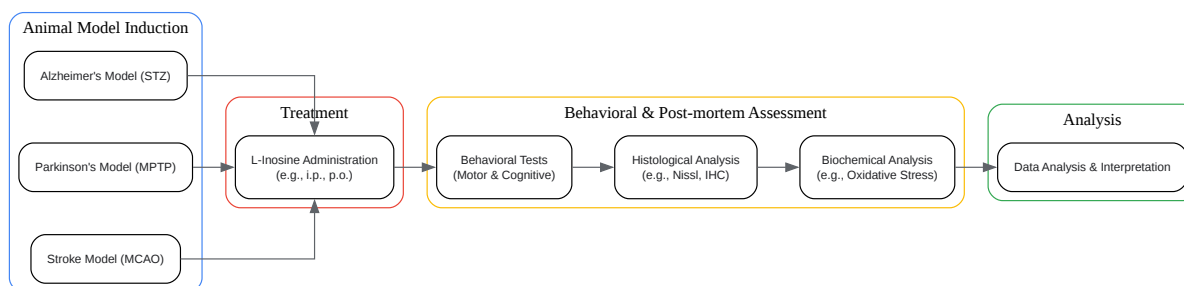 Animal Model Induction
Alzheimer's Model (STZ)
Parkinson's Model (MPTP)
Stroke Model (MCAO)
Treatment
L-Inosine Administration
(e.g., i.p., p.o.)
Behavioral & Post-mortem Assessment
Behavioral Tests
(Motor & Cognitive)
Histological Analysis
(e.g., Nissl, IHC)
Biochemical Analysis
(e.g., Oxidative Stress)
Analysis
Data Analysis & Interpretation